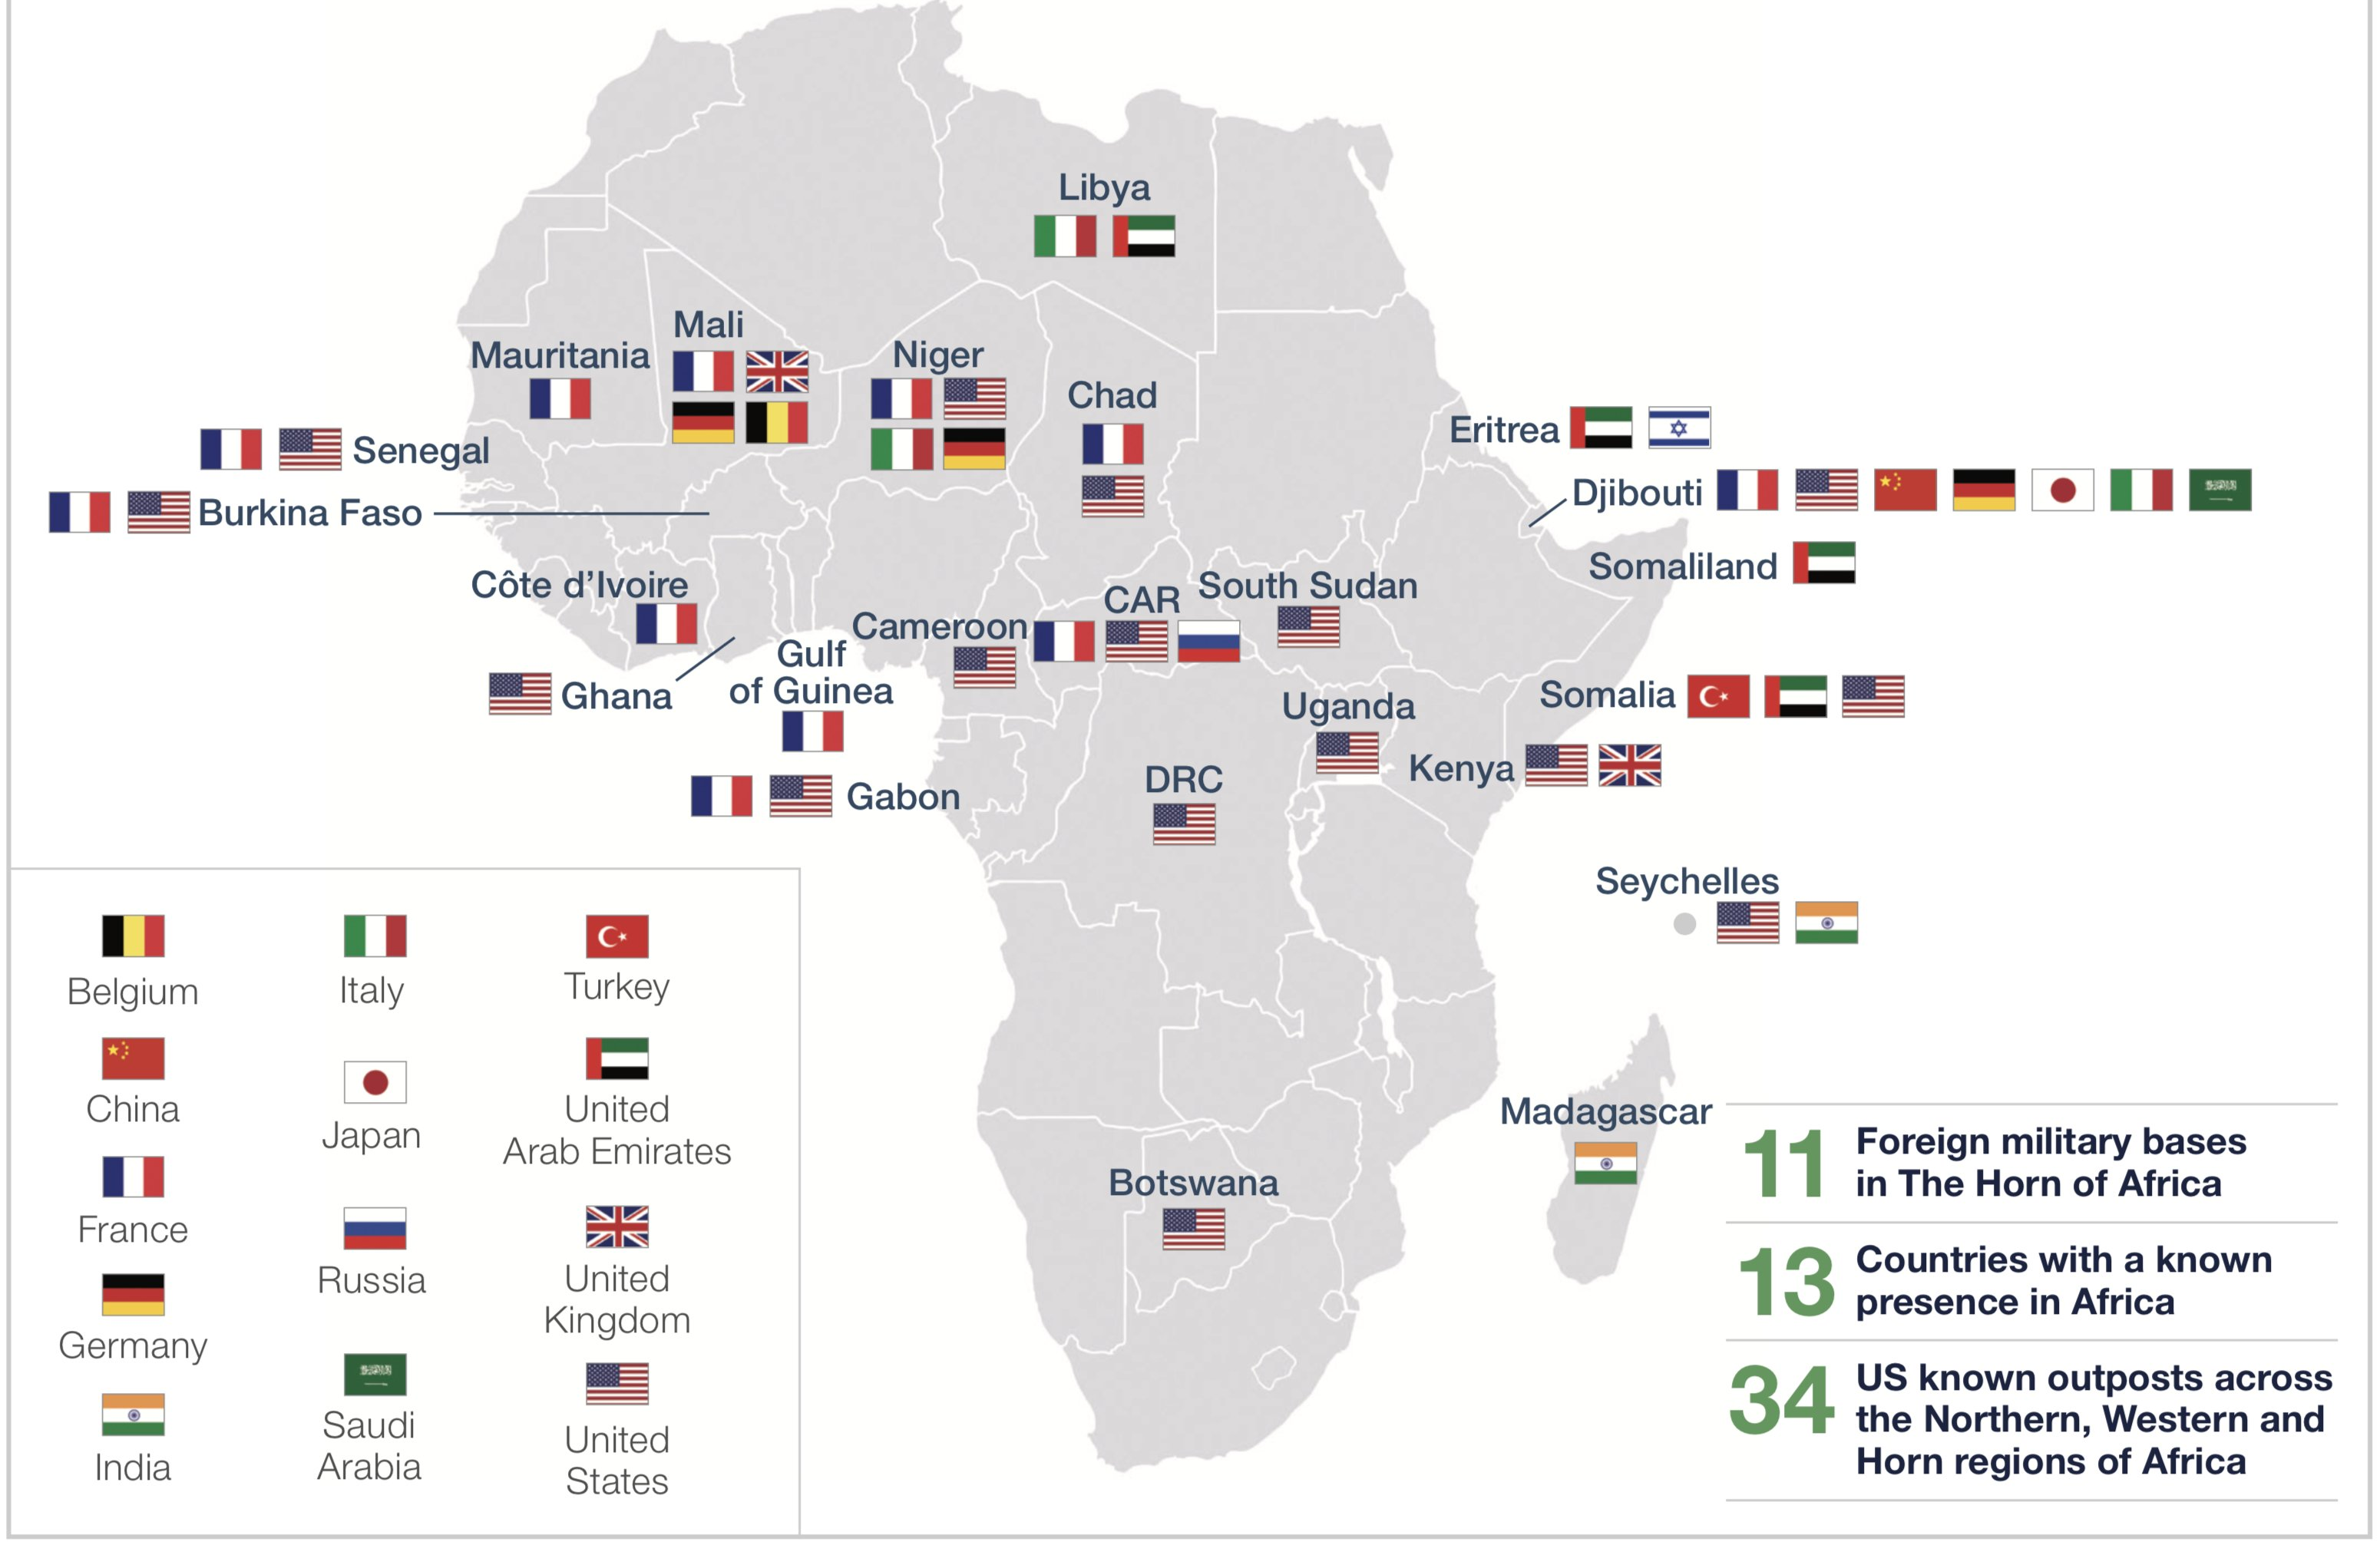 Libya
Mali
Mauritania
Niger
Chad
Eritrea
Senegal
Djibouti
Burkina Faso
Somaliland
Côte d'Ivoire
CAR
South Sudan
Cameroon
Gulf
of Guinea
Ghana
Somalia
Uganda
Kenya
DRC
Gabon
Seychelles
Madagascar
Botswana
Belgium
Italy
Turkey
China
Japan
United
Arab Emirates
France
Russia
United
Kingdom
Germany
Saudi
Arabia
United
States
India
11
Foreign military bases
in The Horn of Africa
13
Countries with a known
presence in Africa
34
US known outposts across
the Northern, Western and
Horn regions of Africa